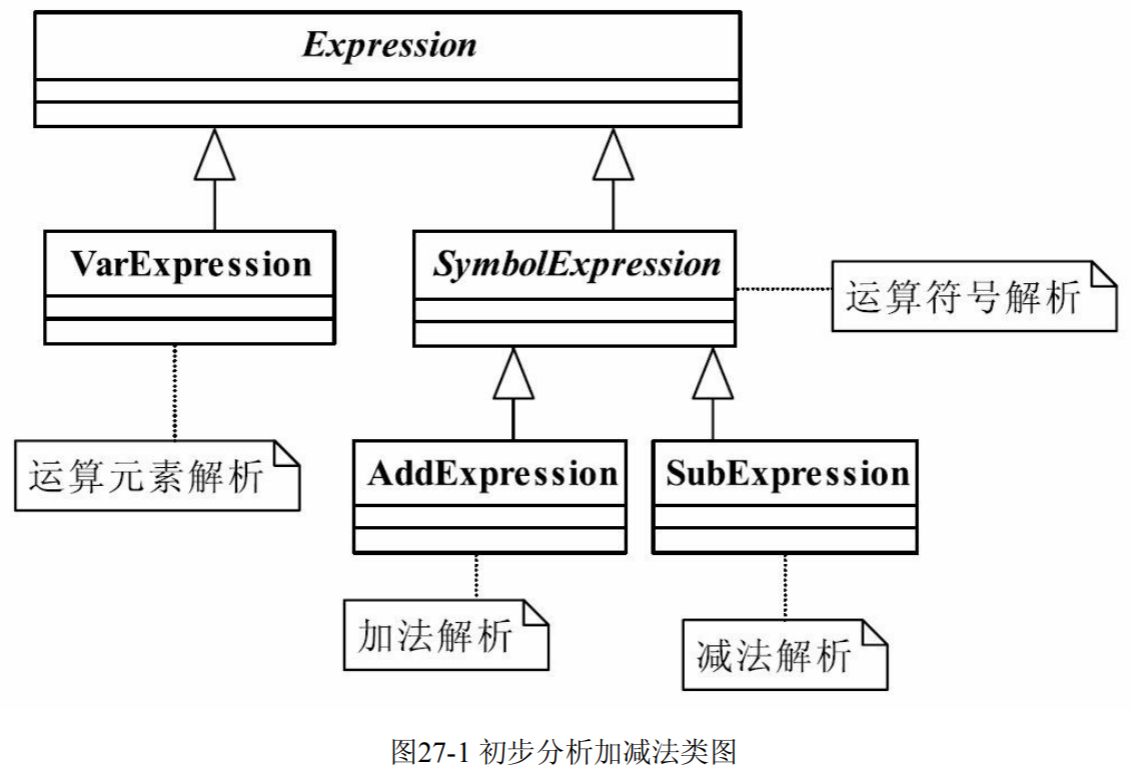 Expression
VarExpression
SymbolExpression
运算符号解析
运算元素解析
AddExpression
SubExpression
加法解析
减法解析
图27-1 初步分析加减法类图